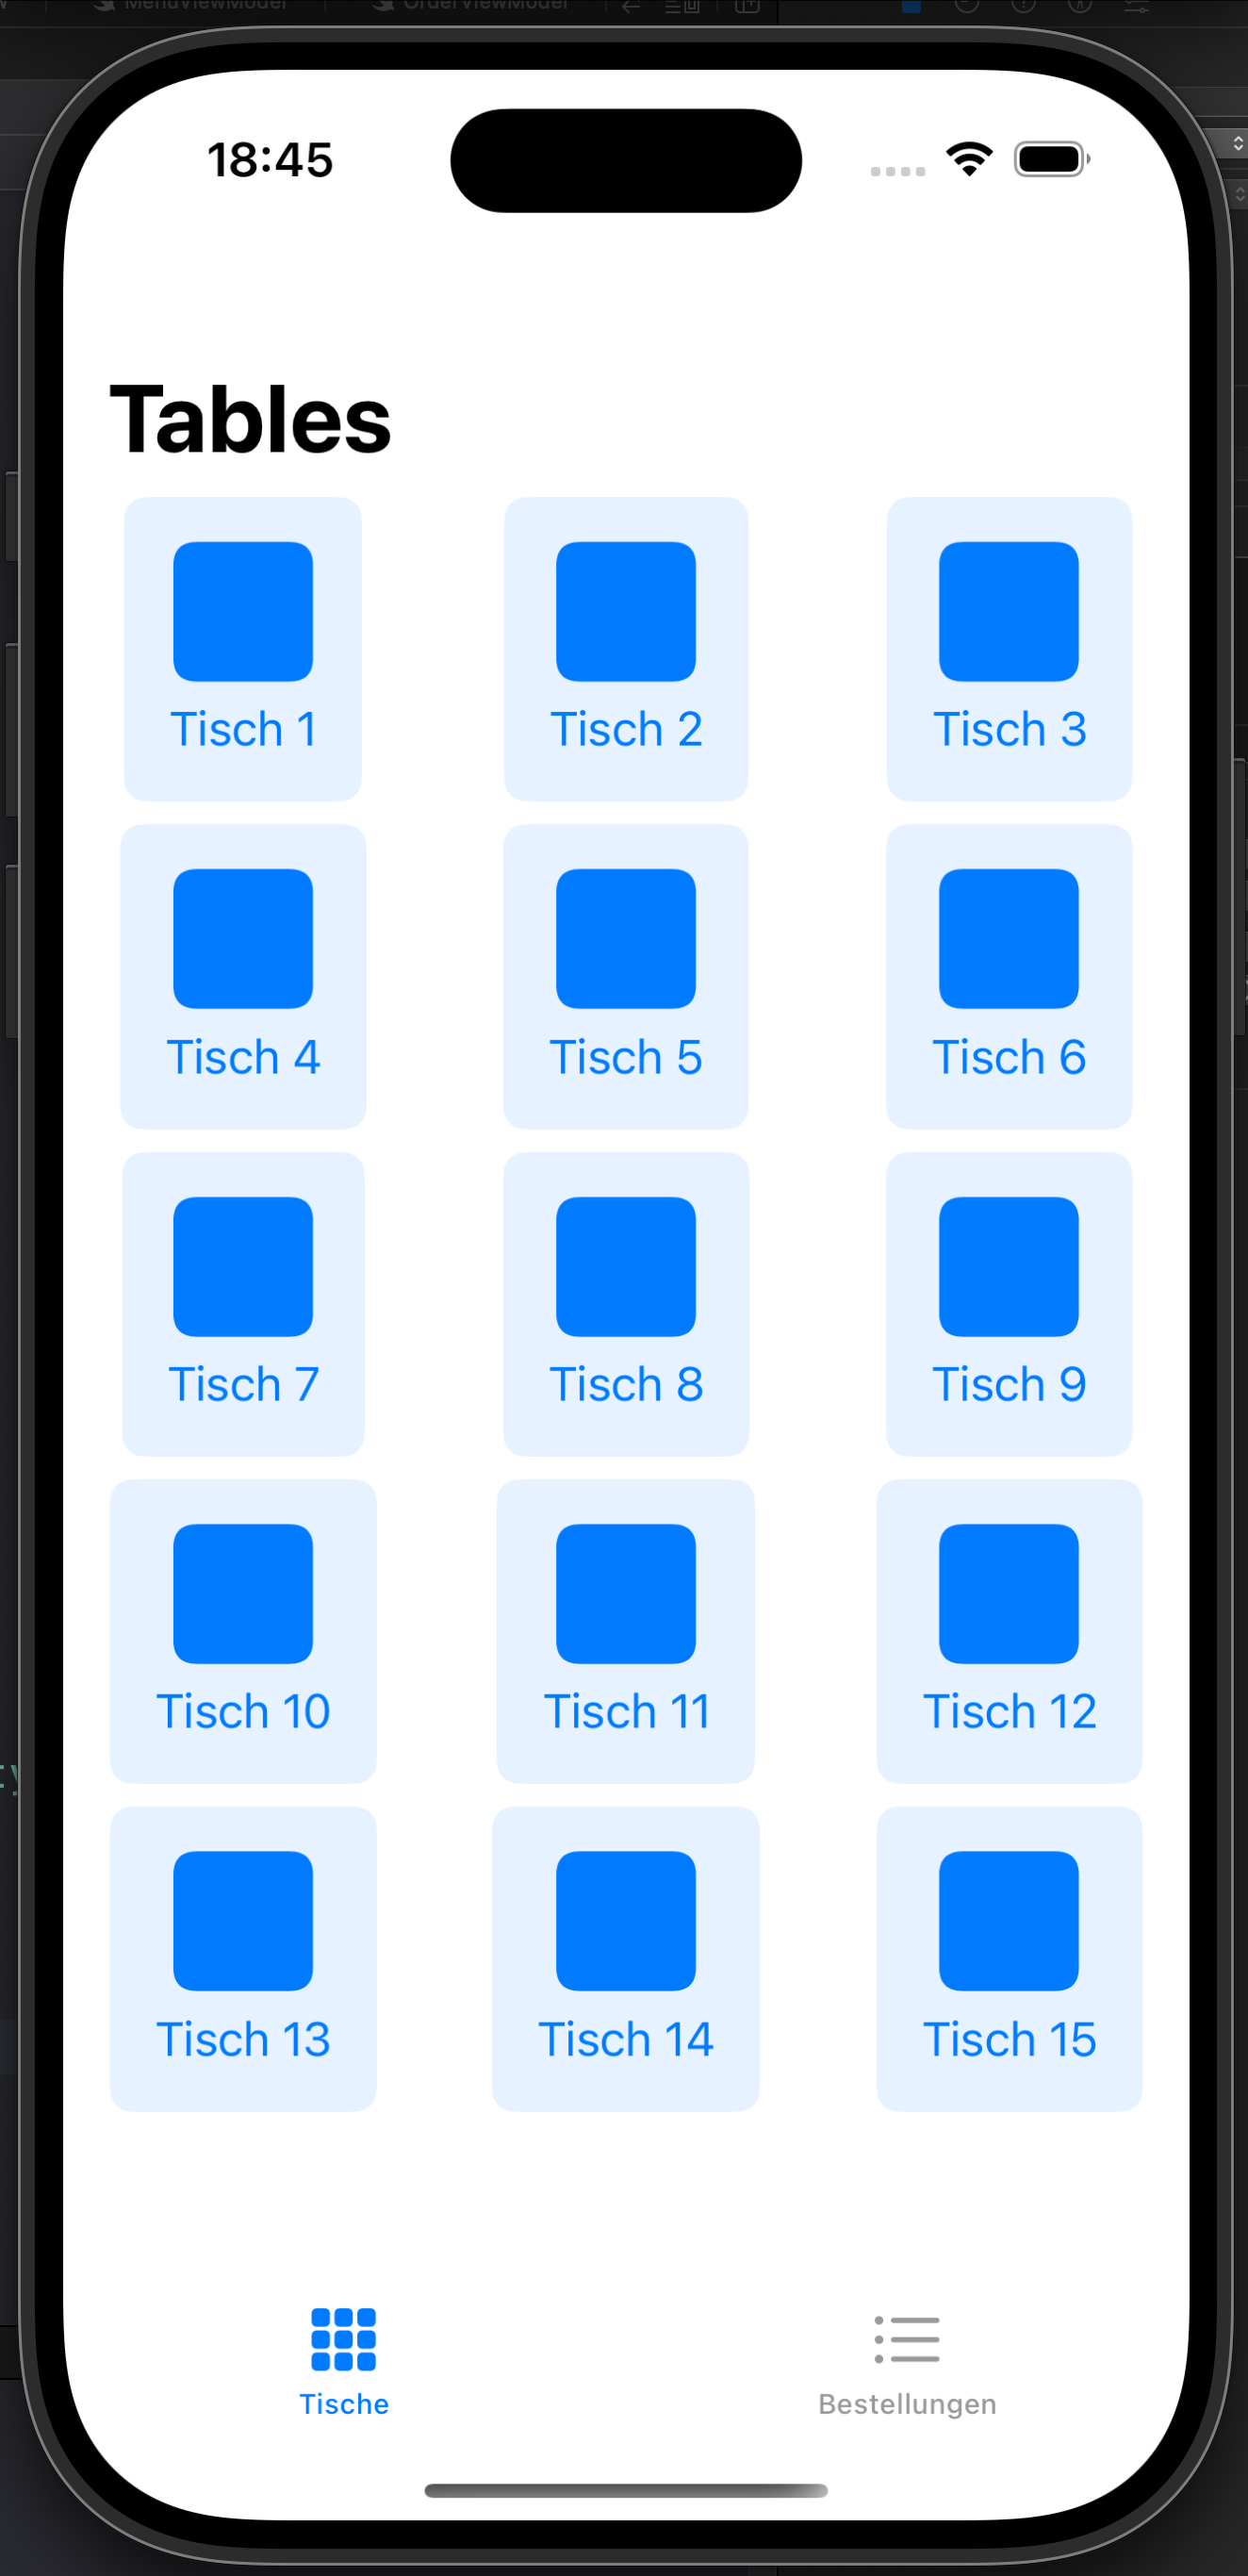 MenuViewModel
OrderViewModel
18:45
Tables
Tisch 1
Tisch 2
Tisch 3
Tisch 4
Tisch 5
Tisch 6
Tisch 7
Tisch 8
Tisch 9
Tisch 10
Tisch 11
Tisch 12
Tisch 13
Tisch 14
Tisch 15
Tische
Bestellungen